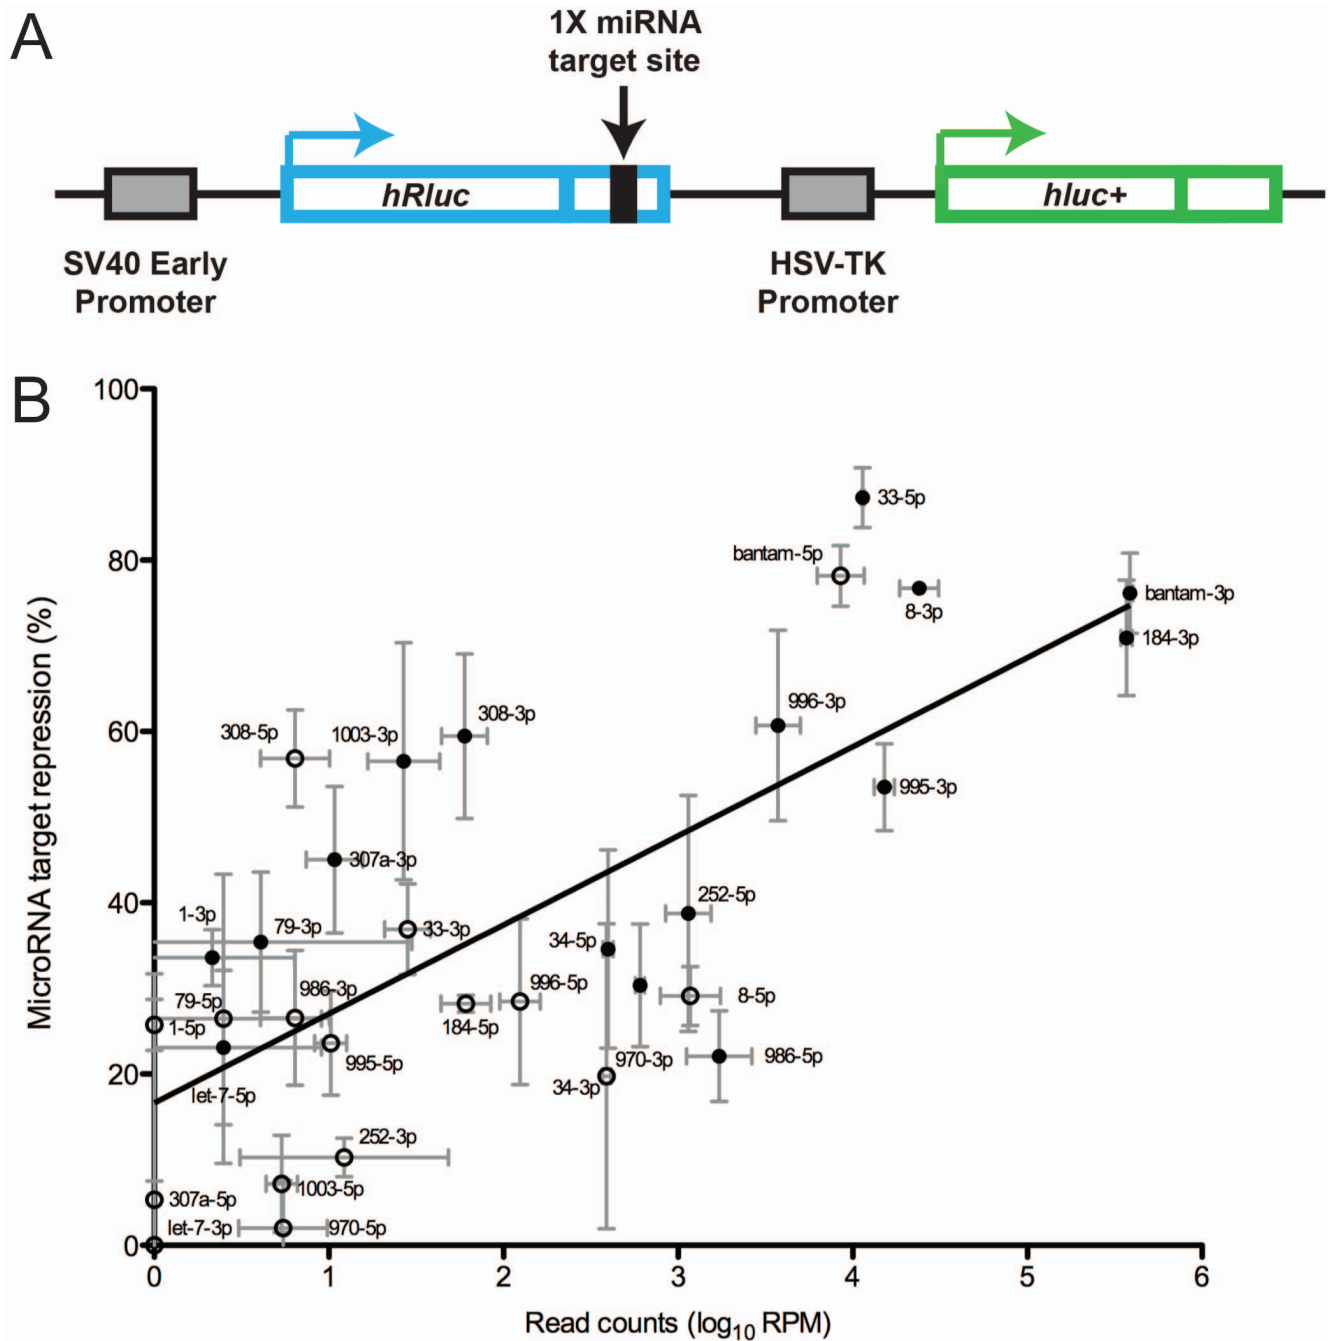 A
1X miRNA
target site
hRluc
hluc+
SV40 Early
Promoter
HSV-TK
Promoter
B
MicroRNA target repression (%)
100
80
60
40
20
0
33-5p
bantam-5p
8-3p
bantam-3p
184-3p
996-3p
308-3p
308-5p
1003-3p
995-3p
307a-3p
252-5p
1-3p
79-3p
33-3p
34-5p
986-3p
996-5p
8-5p
79-5p
1-5p
184-5p
995-5p
970-3p
986-5p
34-3p
let-7-5p
252-3p
1003-5p
307a-5p
let-7-3p
970-5p
0 1 2 3 4 5 6
Read counts (log10 RPM)